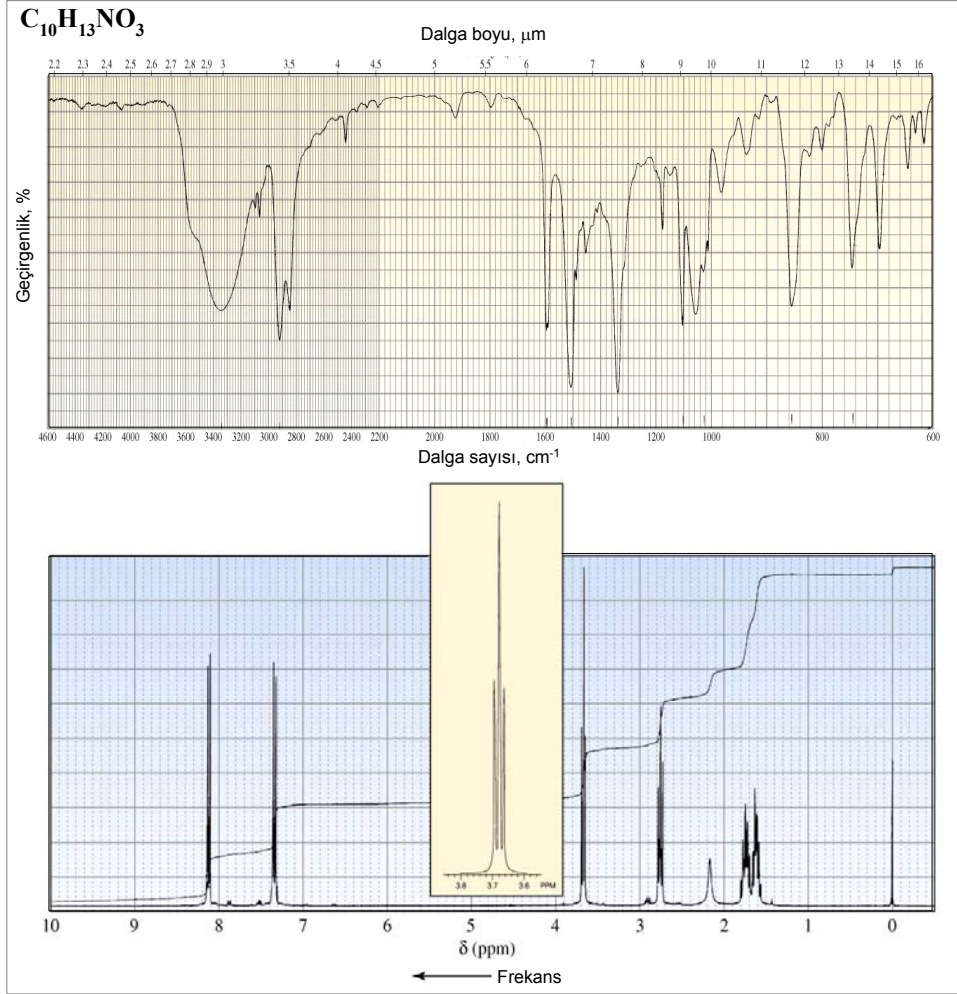 C10H13NO3
Dalga boyu, μm
2.2 2.3 2.4 2.5 2.6 2.7 2.8 2.9 3 3.5 4 4.5 5 5.5 6 7 8 9 10 11 12 13 14 15 16
Geçirgenlik, %
4600 4400 4200 4000 3800 3600 3400 3200 3000 2800 2600 2400 2200 2000 1800 1600 1400 1200 1000 800 600
Dalga sayısı, cm-1
3.8 3.7 3.6 PPM
10 9 8 7 6 5 4 3 2 1 0
δ (ppm)
Frekans